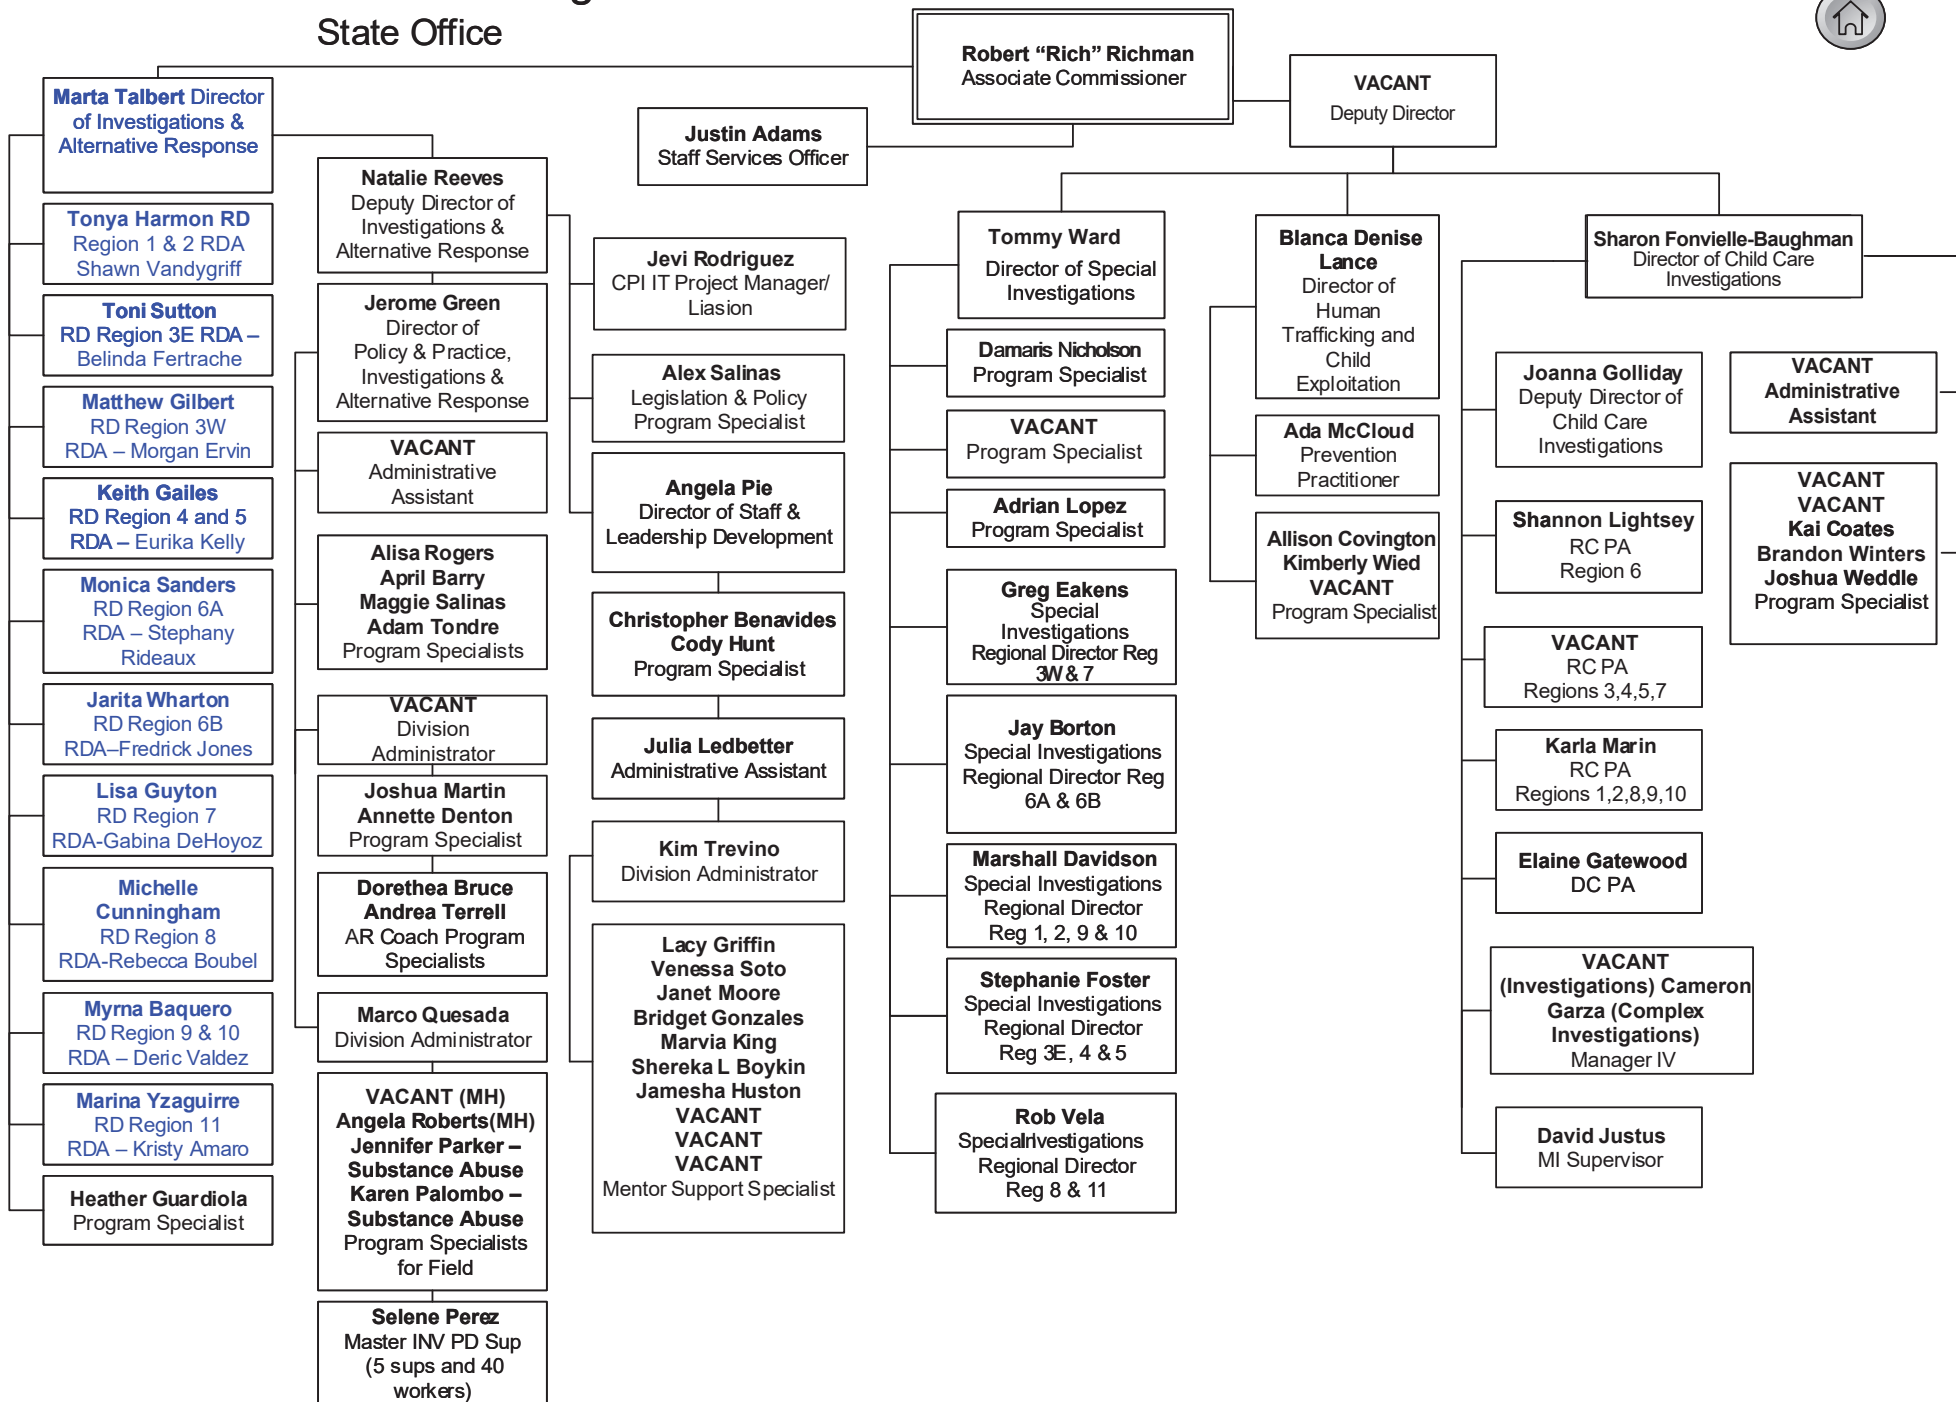 State Office
Robert “Rich” Richman
Associate Commissioner
VACANT
Deputy Director
Justin Adams
Staff Services Officer
Marta Talbert Director
of Investigations &
Alternative Response
Tonya Harmon RD
Region 1 & 2 RDA
Shawn Vandygriff
Toni Sutton
RD Region 3E RDA –
Belinda Fertrache
Matthew Gilbert
RD Region 3W
RDA – Morgan Ervin
Keith Gailes
RD Region 4 and 5
RDA – Eurika Kelly
Monica Sanders
RD Region 6A
RDA – Stephany
Rideaux
Jarita Wharton
RD Region 6B
RDA–Fredrick Jones
Lisa Guyton
RD Region 7
RDA-Gabina DeHoyoz
Michelle
Cunningham
RD Region 8
RDA-Rebecca Boubel
Myrna Baquero
RD Region 9 & 10
RDA – Deric Valdez
Marina Yzaguirre
RD Region 11
RDA – Kristy Amaro
Heather Guardiola
Program Specialist
Natalie Reeves
Deputy Director of
Investigations &
Alternative Response
Jerome Green
Director of
Policy & Practice,
Investigations &
Alternative Response
VACANT
Administrative
Assistant
Alisa Rogers
April Barry
Maggie Salinas
Adam Tondre
Program Specialists
VACANT
Division
Administrator
Joshua Martin
Annette Denton
Program Specialist
Dorethea Bruce
Andrea Terrell
AR Coach Program
Specialists
Marco Quesada
Division Administrator
VACANT (MH)
Angela Roberts(MH)
Jennifer Parker –
Substance Abuse
Karen Palombo –
Substance Abuse
Program Specialists
for Field
Selene Perez
Master INV PD Sup
(5 sups and 40
workers)
Jevi Rodriguez
CPI IT Project Manager/
Liasion
Alex Salinas
Legislation & Policy
Program Specialist
Angela Pie
Director of Staff &
Leadership Development
Christopher Benavides
Cody Hunt
Program Specialist
Julia Ledbetter
Administrative Assistant
Kim Trevino
Division Administrator
Lacy Griffin
Venessa Soto
Janet Moore
Bridget Gonzales
Marvia King
Shereka L Boykin
Jamesha Huston
VACANT
VACANT
VACANT
Mentor Support Specialist
Tommy Ward
Director of Special
Investigations
Damaris Nicholson
Program Specialist
VACANT
Program Specialist
Adrian Lopez
Program Specialist
Greg Eakens
Special
Investigations
Regional Director Reg
3W & 7
Jay Borton
Special Investigations
Regional Director Reg
6A & 6B
Marshall Davidson
Special Investigations
Regional Director
Reg 1, 2, 9 & 10
Stephanie Foster
Special Investigations
Regional Director
Reg 3E, 4 & 5
Rob Vela
Special Investigations
Regional Director
Reg 8 & 11
Blanca Denise
Lance
Director of
Human
Trafficking and
Child
Exploitation
Ada McCloud
Prevention
Practitioner
Allison Covington
Kimberly Wied
VACANT
Program Specialist
Sharon Fonvielle-Baughman
Director of Child Care
Investigations
Joanna Golliday
Deputy Director of
Child Care
Investigations
Shannon Lightsey
RC PA
Region 6
VACANT
RC PA
Regions 3,4,5,7
Karla Marin
RC PA
Regions 1,2,8,9,10
Elaine Gatewood
DC PA
VACANT
(Investigations) Cameron
Garza (Complex
Investigations)
Manager IV
David Justus
MI Supervisor
VACANT
Administrative
Assistant
VACANT
VACANT
Kai Coates
Brandon Winters
Joshua Weddle
Program Specialist